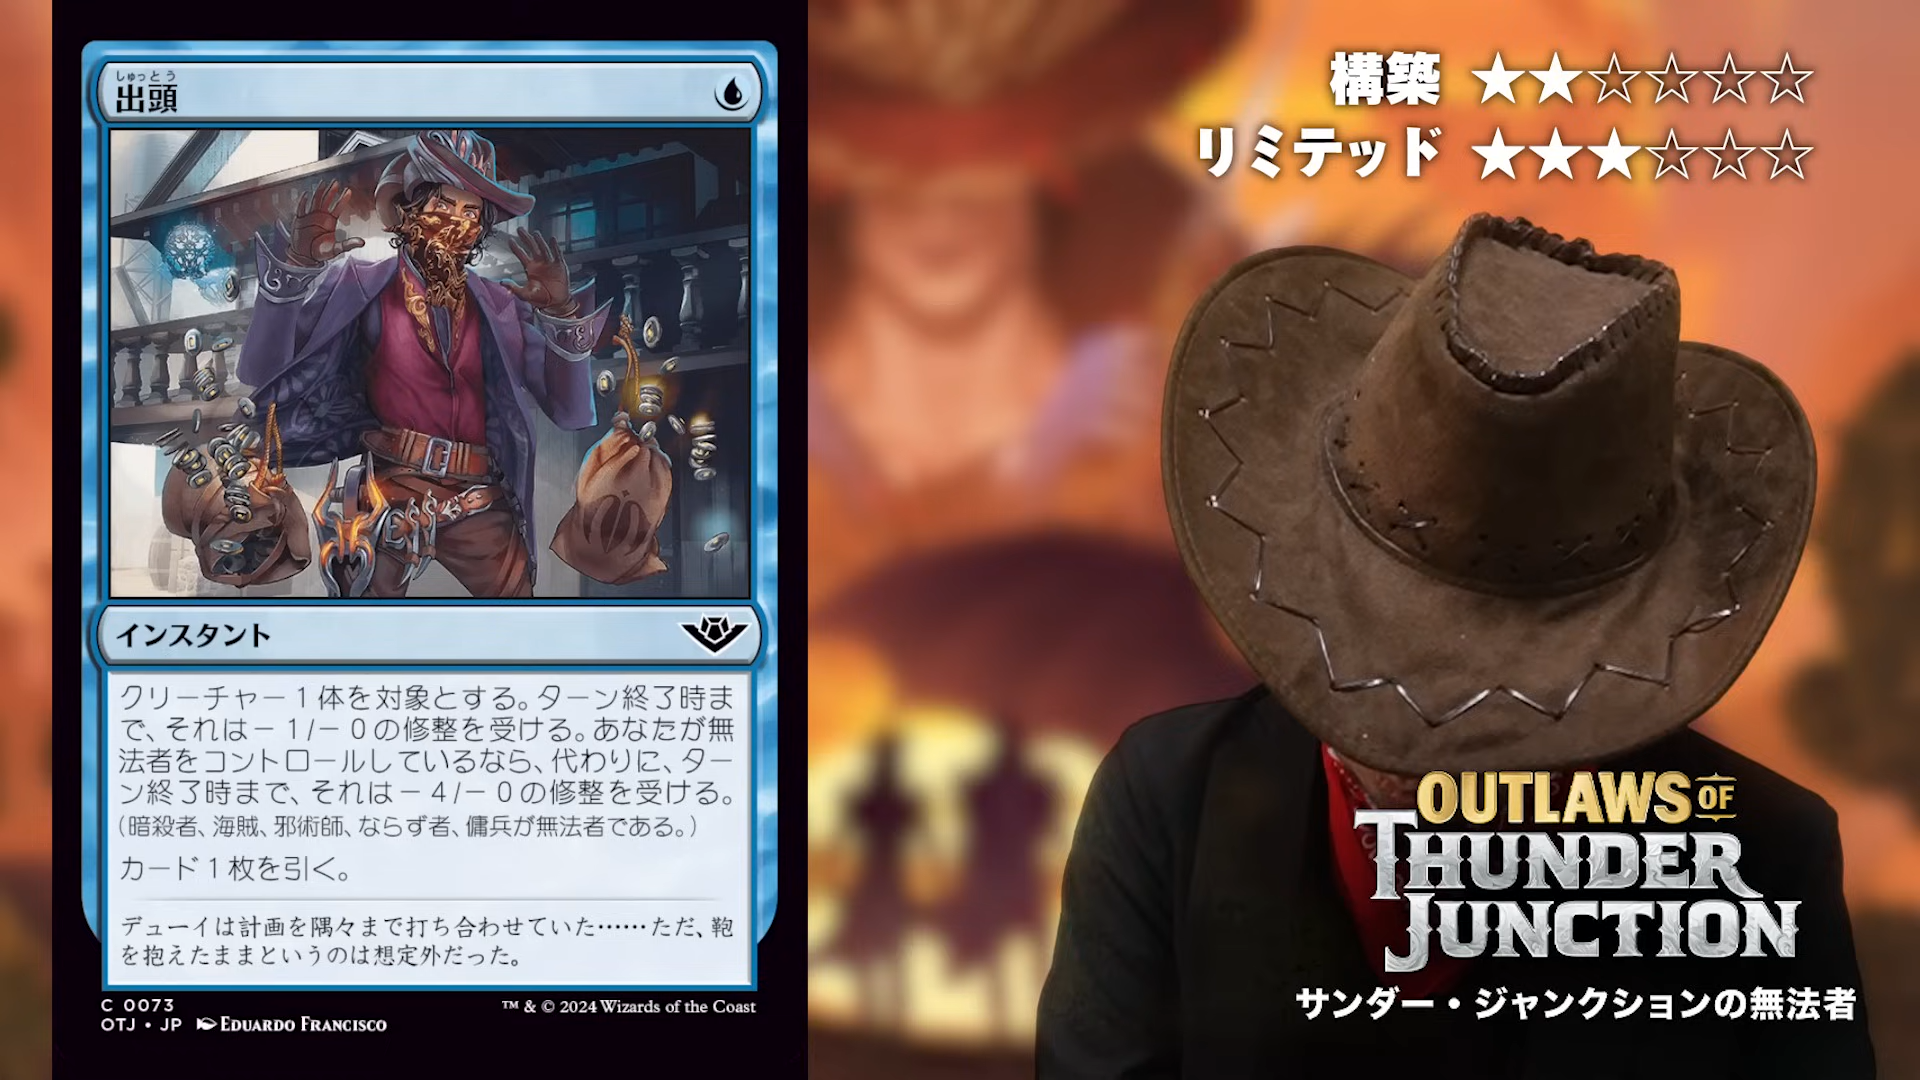 しゅっとう
出頭
インスタント
クリーチャー1体を対象とする。ターン終了時ま
で、それは－1/－0の修整を受ける。あなたが無
法者をコントロールしているなら、代わりに、ター
ン終了時まで、それは－4/－0の修整を受ける。
（暗殺者、海賊、邪術師、ならず者、傭兵が無法者である。）
カード1枚を引く。
デューイは計画を隅々まで打ち合わせていた……ただ、鞄
を抱えたままというのは想定外だった。
C 0073
OTJ • JP EDUARDO FRANCISCO
™ & © 2024 Wizards of the Coast
構築 ★★☆☆☆☆
リミテッド ★★★☆☆☆
OUTLAWS OF
THUNDER
JUNCTION
サンダー・ジャンクションの無法者